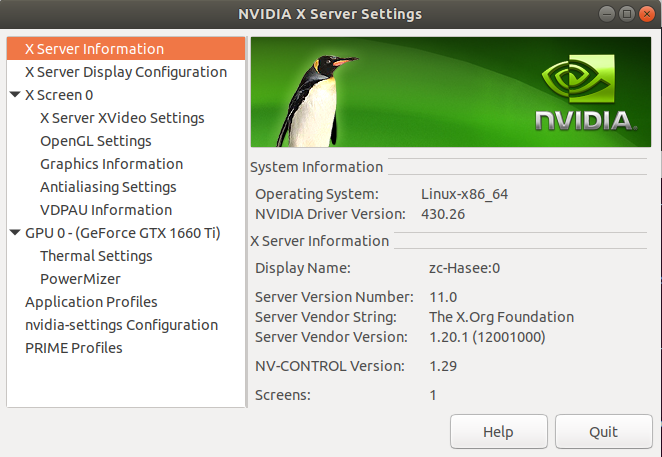 NVIDIA X Server Settings
X Server Information
X Server Display Configuration
X Screen 0
X Server XVideo Settings
OpenGL Settings
Graphics Information
Antialiasing Settings
VDPAU Information
GPU 0 - (GeForce GTX 1660 Ti)
Thermal Settings
PowerMizer
Application Profiles
nvidia-settings Configuration
PRIME Profiles
NVIDIA.
System Information
Operating System: Linux-x86_64
NVIDIA Driver Version: 430.26
X Server Information
Display Name: zc-Hasee:0
Server Version Number: 11.0
Server Vendor String: The X.Org Foundation
Server Vendor Version: 1.20.1 (12001000)
NV-CONTROL Version: 1.29
Screens: 1
Help Quit